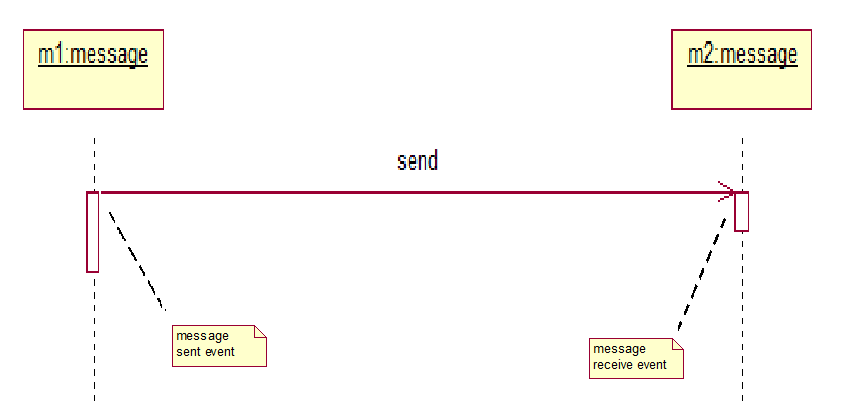 m1:message
m2:message
send
message
sent event
message
receive event